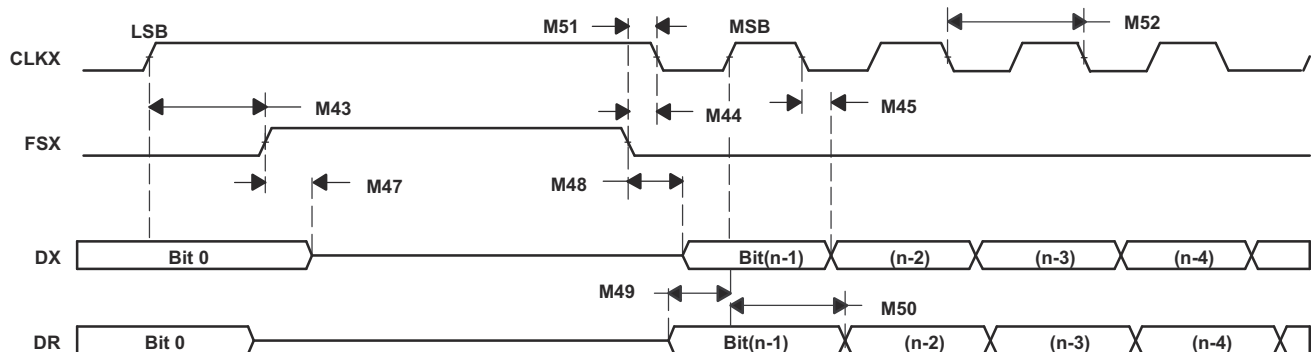 LSB
M51
MSB
M52
CLKX
M43
M44
M45
FSX
M47
M48
DX
Bit 0
Bit(n-1)
(n-2)
(n-3)
(n-4)
M49
M50
DR
Bit 0
Bit(n-1)
(n-2)
(n-3)
(n-4)